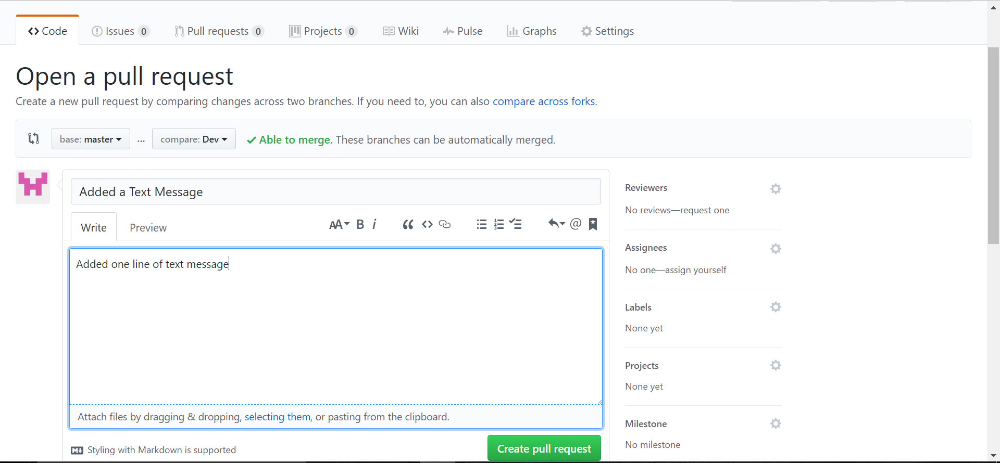 Code Issues 0 Pull requests 0 Projects 0 Wiki Pulse Graphs Settings
Open a pull request
Create a new pull request by comparing changes across two branches. If you need to, you can also compare across forks.
base: master ... compare: Dev Able to merge. These branches can be automatically merged.
Added a Text Message
Write Preview AA B i @
Added one line of text message
Attach files by dragging & dropping, selecting them, or pasting from the clipboard.
Styling with Markdown is supported
Create pull request
Reviewers
No reviews—request one
Assignees
No one—assign yourself
Labels
None yet
Projects
None yet
Milestone
No milestone